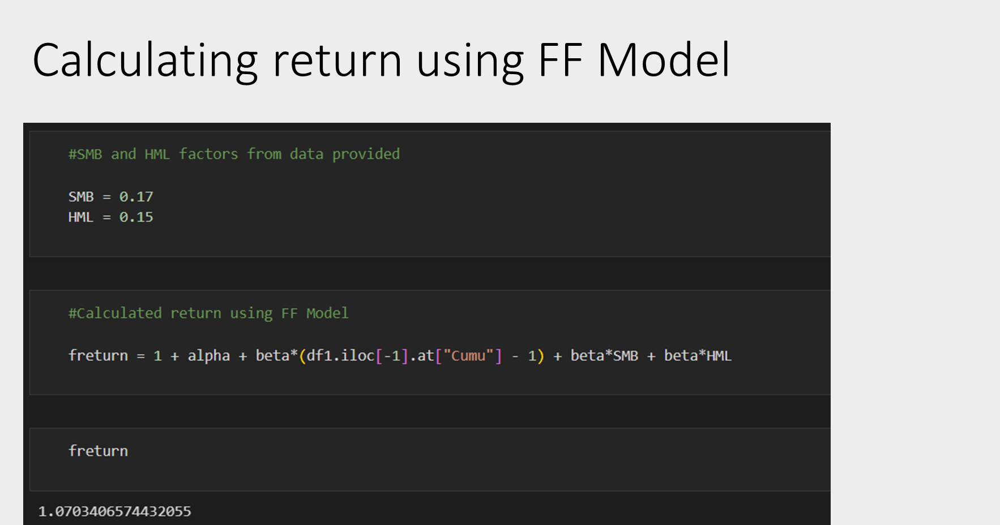 Calculating return using FF Model
#SMB and HML factors from data provided
SMB = 0.17
HML = 0.15
#Calculated return using FF Model
freturn = 1 + alpha + beta*(df1.iloc[-1].at["Cumu"] - 1) + beta*SMB + beta*HML
freturn
1.0703406574432055